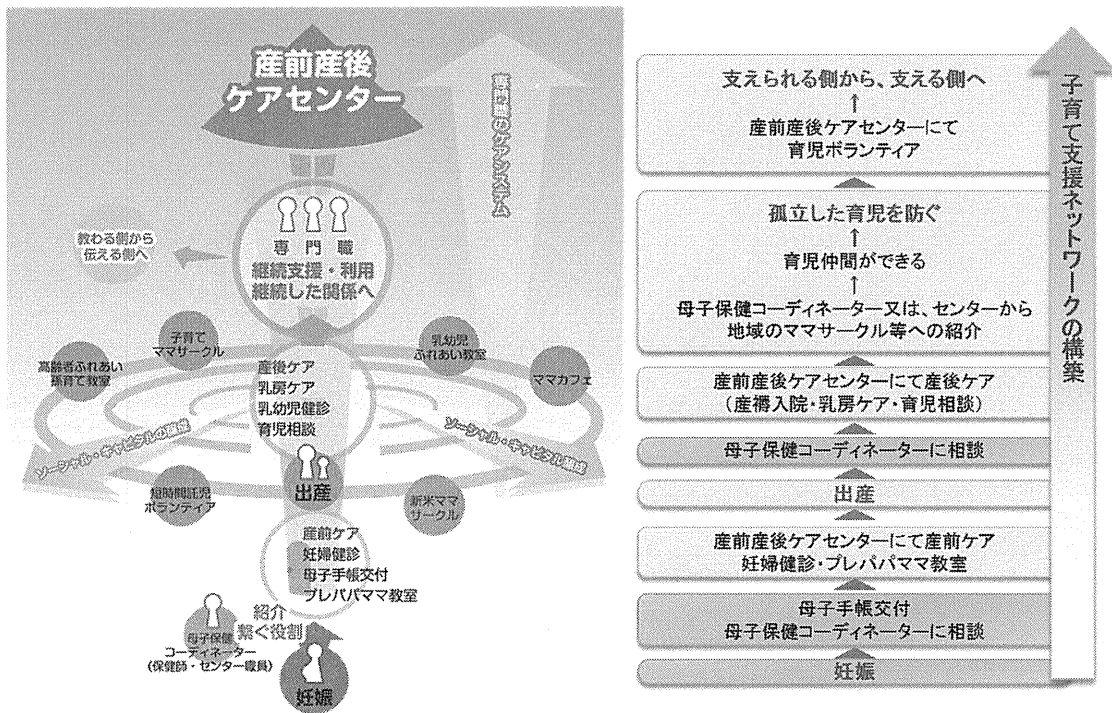 産前産後
ケアセンター
教わる側から
伝える側へ
専門職
継続支援・利用
継続した関係へ
子育て
ママサークル
乳幼児
ふれあい教室
高齢者ふれあい
孫育て教室
ママカフェ
産後ケア
乳房ケア
乳幼児健診
育児相談
ソーシャル・キャピタルの醸成
ソーシャル・キャピタル醸成
出産
短時間託児
ボランティア
新米ママ
サークル
産前ケア
妊婦健診
母子手帳交付
プレパパママ教室
紹介
繋ぐ役割
母子保健
コーディネーター
(保健師・センター職員)
妊娠
支えられる側から、支える側へ
↑
産前産後ケアセンターにて
育児ボランティア
孤立した育児を防ぐ
↑
育児仲間ができる
↑
母子保健コーディネーター又は、センターから
地域のママサークル等への紹介
産前産後ケアセンターにて産後ケア
(産褥入院・乳房ケア・育児相談)
母子保健コーディネーターに相談
出産
産前産後ケアセンターにて産前ケア
妊婦健診・プレパパママ教室
母子手帳交付
母子保健コーディネーターに相談
妊娠
子育て支援ネットワークの構築